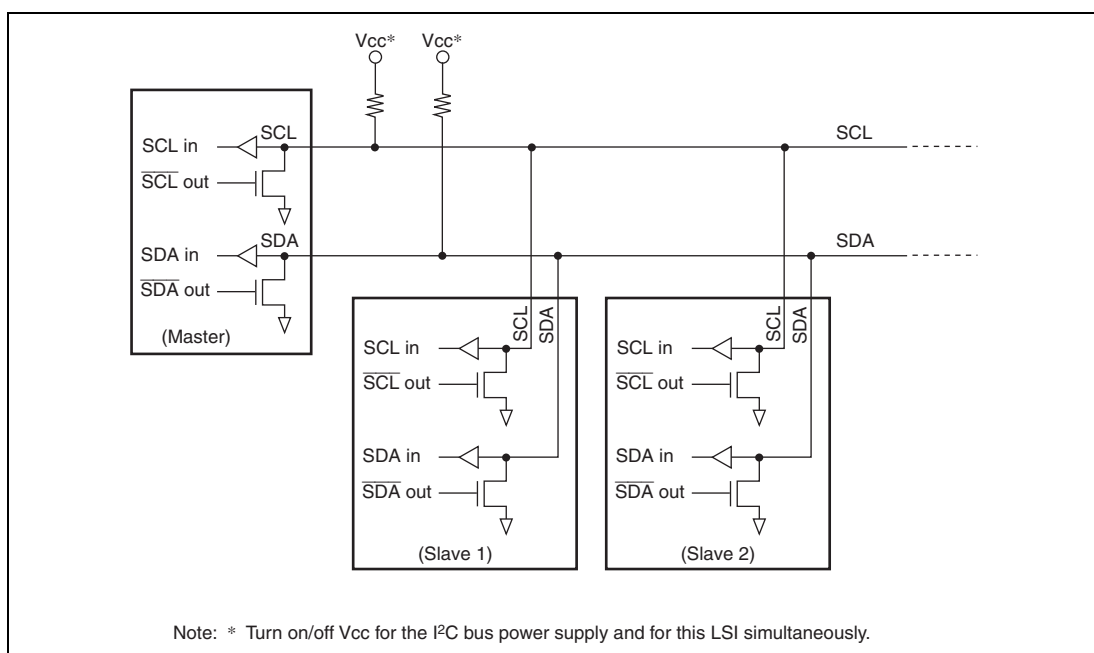 Vcc* Vcc*
SCL in SCL SCL
SCL out
SDA in SDA SDA
SDA out
(Master)
SCL SDA SCL SDA
SCL in SCL in
SCL out SCL out
SDA in SDA in
SDA out SDA out
(Slave 1) (Slave 2)
Note: * Turn on/off Vcc for the I²C bus power supply and for this LSI simultaneously.